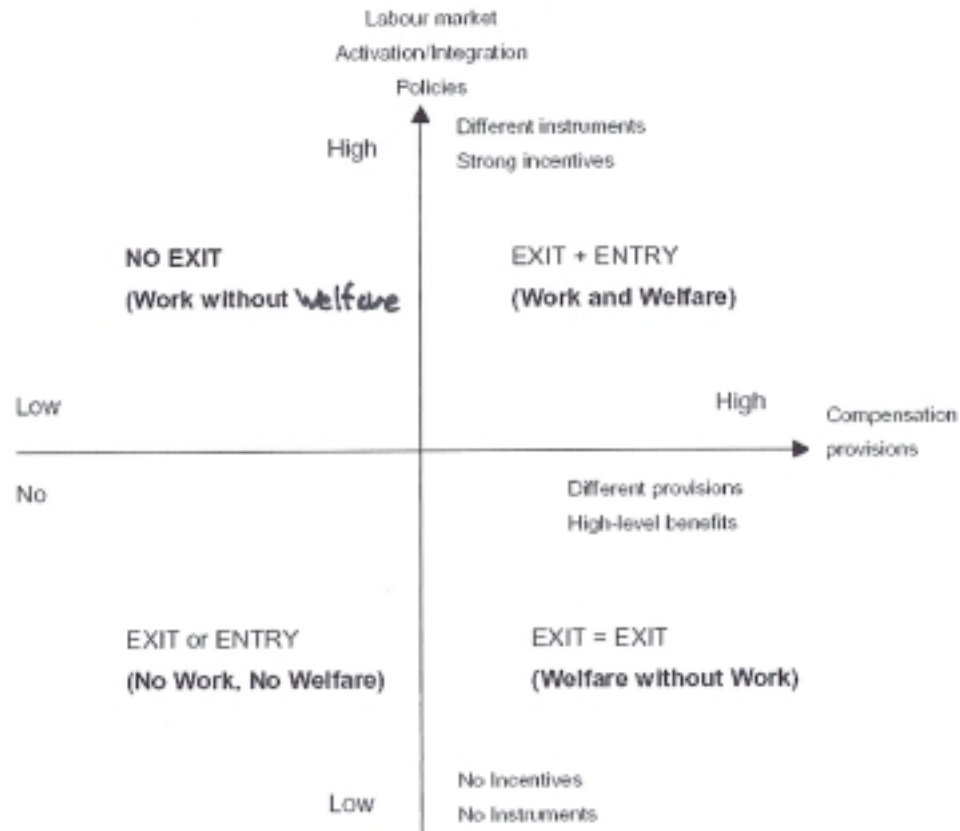 Labour market
Activation/Integration
Policies
High
Different instruments
Strong incentives
NO EXIT
(Work without welfare
EXIT + ENTRY
(Work and Welfare)
Low
High
Compensation
provisions
No
Different provisions
High-level benefits
EXIT or ENTRY
(No Work, No Welfare)
EXIT = EXIT
(Welfare without Work)
Low
No Incentives
No Instruments